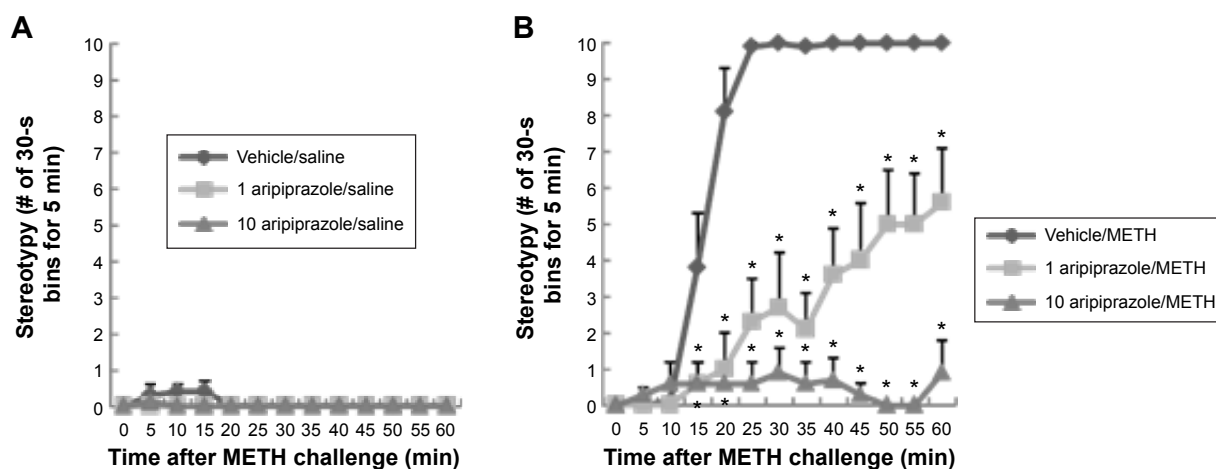 A
Stereotypy (# of 30-s
bins for 5 min)
10
9
8
7
6
5
4
3
2
1
0
Vehicle/saline
1 aripiprazole/saline
10 aripiprazole/saline
0 5 10 15 20 25 30 35 40 45 50 55 60
Time after METH challenge (min)
B
Stereotypy (# of 30-s
bins for 5 min)
10
9
8
7
6
5
4
3
2
1
0
* * * * * * * * * *
* * * * * * * * * *
Vehicle/METH
1 aripiprazole/METH
10 aripiprazole/METH
0 5 10 15 20 25 30 35 40 45 50 55 60
Time after METH challenge (min)